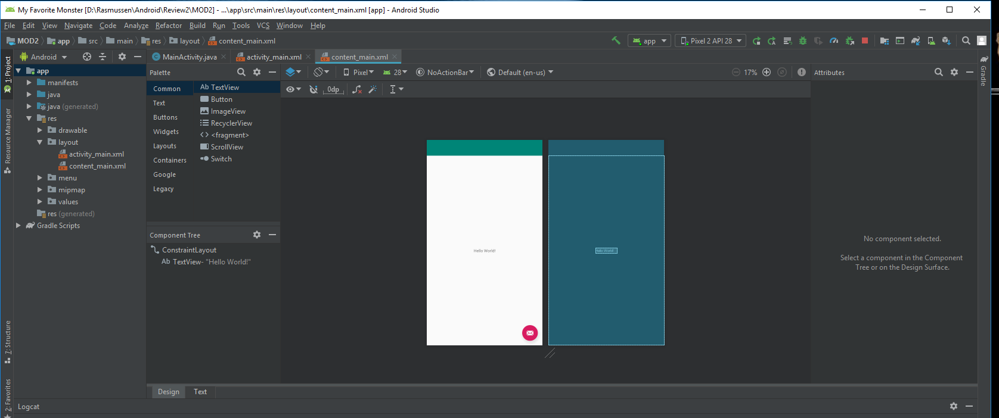 My Favorite Monster [D:\Rasmussen\Android\Review2\MOD2] - ...\app\src\main\res\layout\content_main.xml [app] - Android Studio
File Edit View Navigate Code Analyze Refactor Build Run Tools VCS Window Help
MOD2 app src main res layout content_main.xml
app Pixel 2 API 28
1: Project
Resource Manager
7: Structure
2: Favorites
Android
app
manifests
java
java (generated)
res
drawable
layout
activity_main.xml
content_main.xml
menu
mipmap
values
res (generated)
Gradle Scripts
MainActivity.java activity_main.xml content_main.xml
Palette
Common
Text
Buttons
Widgets
Layouts
Containers
Google
Legacy
Ab TextView
Button
ImageView
RecyclerView
<> <fragment>
ScrollView
Switch
Component Tree
ConstraintLayout
Ab TextView- "Hello World!"
Pixel 28 NoActionBar Default (en-us) 17%
0dp
Hello World!
Hello World!
Attributes
No component selected.
Select a component in the Component
Tree or on the Design Surface.
Gradle
Design Text
Logcat